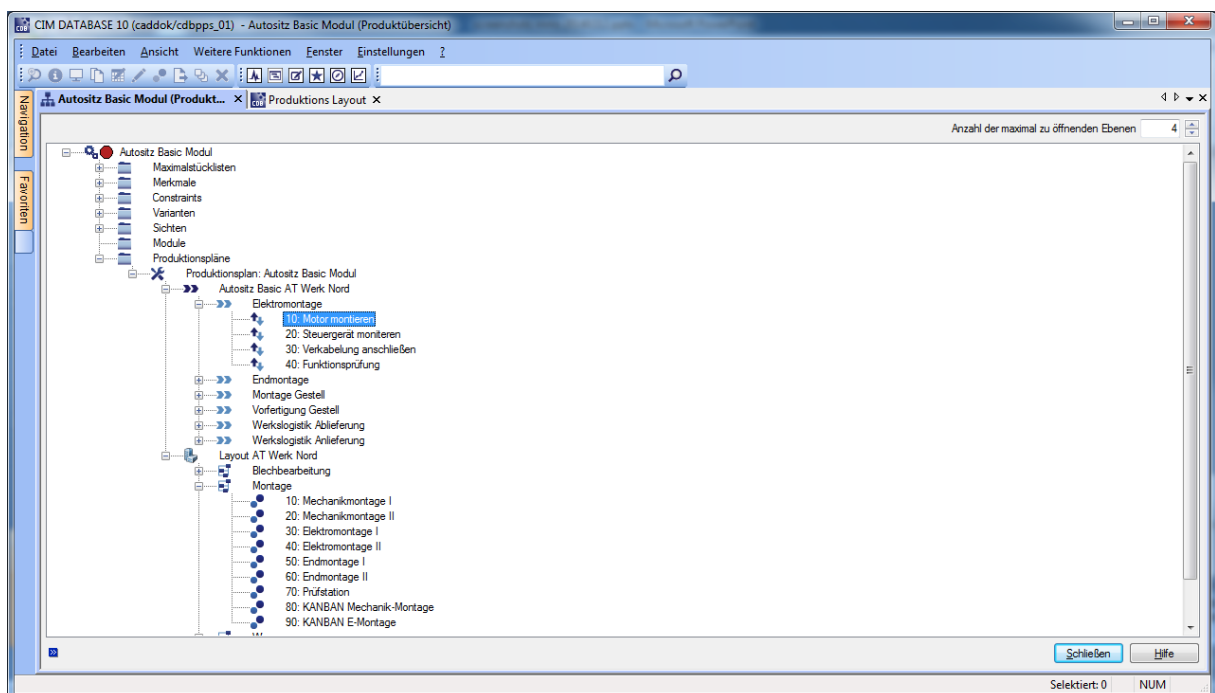 CIM DATABASE 10 (caddok/cdbpps_01) - Autositz Basic Modul (Produktübersicht)
Datei Bearbeiten Ansicht Weitere Funktionen Fenster Einstellungen ?
Navigation
Favoriten
Autositz Basic Modul (Produkt... Produktions Layout
Anzahl der maximal zu öffnenden Ebenen 4
Autositz Basic Modul
Maximalstücklisten
Merkmale
Constraints
Varianten
Sichten
Module
Produktionspläne
Produktionsplan: Autositz Basic Modul
Autositz Basic AT Werk Nord
Elektromontage
10: Motor montieren
20: Steuergerät moniteren
30: Verkabelung anschließen
40: Funktionsprüfung
Endmontage
Montage Gestell
Vorfertigung Gestell
Werkslogistik Ablieferung
Werkslogistik Anlieferung
Layout AT Werk Nord
Blechbearbeitung
Montage
10: Mechanikmontage I
20: Mechanikmontage II
30: Elektromontage I
40: Elektromontage II
50: Endmontage I
60: Endmontage II
70: Prüfstation
80: KANBAN Mechanik-Montage
90: KANBAN E-Montage
Schließen Hilfe
Selektiert: 0 NUM